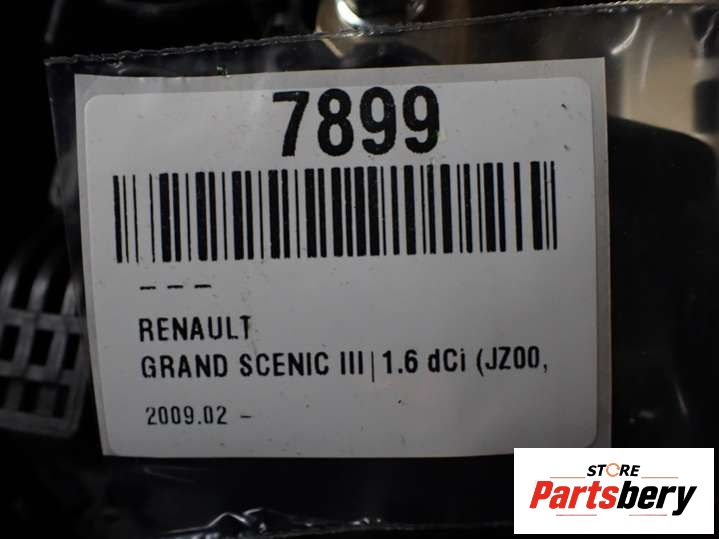 7899
– – –
RENAULT
GRAND SCENIC III|1.6 dCi (JZ00,
2009.02 –
STORE
Partsbery